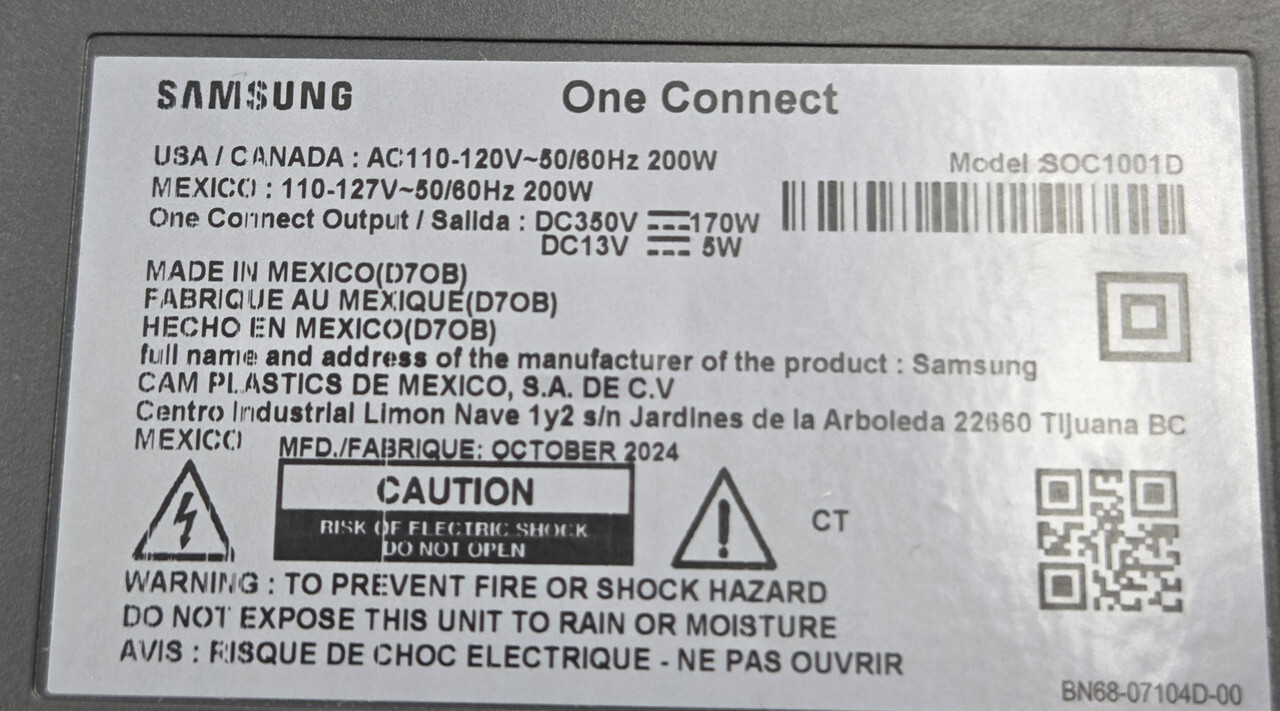 SAMSUNG One Connect
USA / CANADA : AC110-120V~50/60Hz 200W
Model :SOC1001D
MEXICO : 110-127V~50/60Hz 200W
One Connect Output / Salida : DC350V ⎓170W
DC13V ⎓ 5W
MADE IN MEXICO(D7OB)
FABRIQUE AU MEXIQUE(D7OB)
HECHO EN MEXICO(D7OB)
full name and address of the manufacturer of the product : Samsung
CAM PLASTICS DE MEXICO, S.A. DE C.V
Centro Industrial Limon Nave 1y2 s/n Jardines de la Arboleda 22660 Tijuana BC
MEXICO
MFD./FABRIQUE: OCTOBER 2024
CAUTION
RISK OF ELECTRIC SHOCK
DO NOT OPEN
CT
WARNING : TO PREVENT FIRE OR SHOCK HAZARD
DO NOT EXPOSE THIS UNIT TO RAIN OR MOISTURE
AVIS : RISQUE DE CHOC ELECTRIQUE - NE PAS OUVRIR
BN68-07104D-00